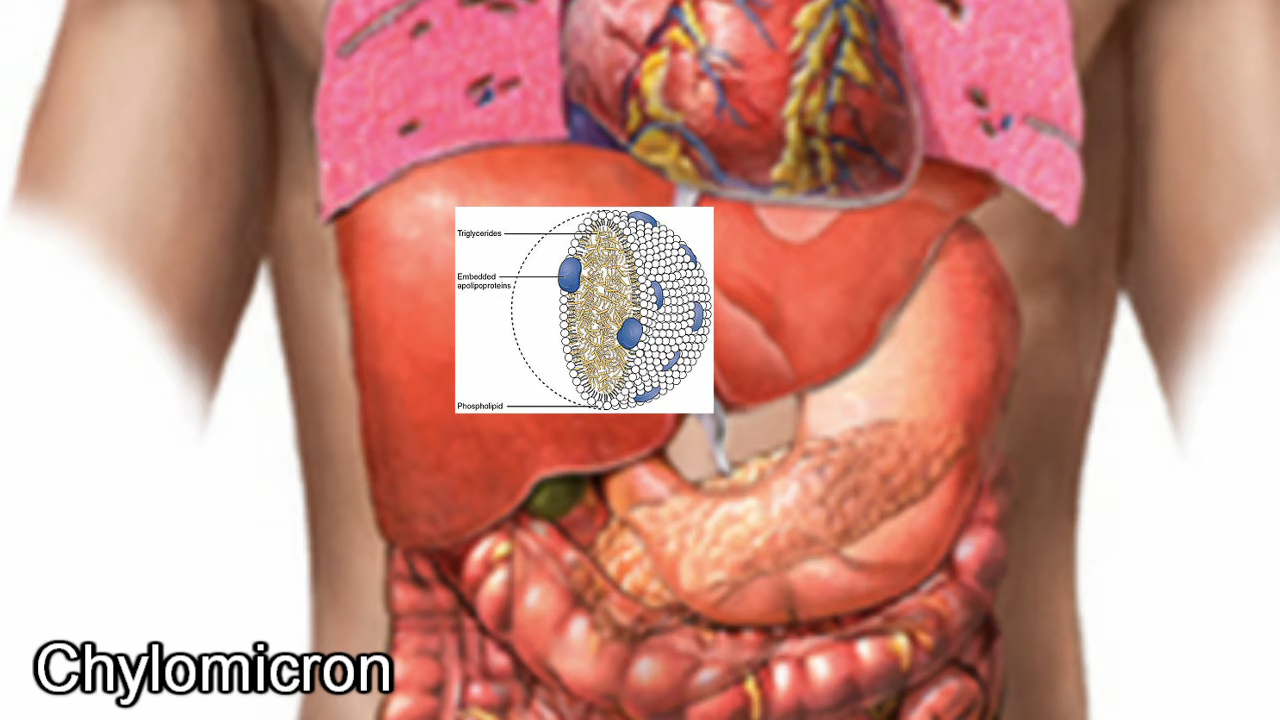 Triglycerides
Embedded
apolipoproteins
Phospholipid
Chylomicron